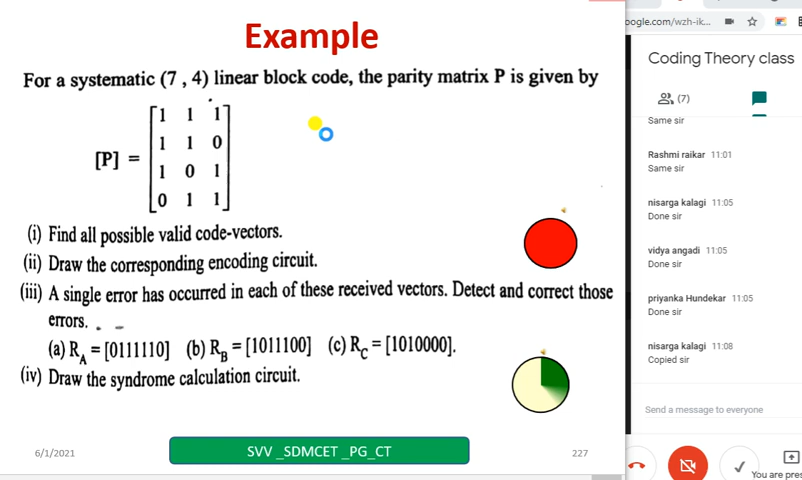 Example
For a systematic (7 , 4) linear block code, the parity matrix P is given by
[P] =
1 1 1
1 1 0
1 0 1
0 1 1
(i) Find all possible valid code-vectors.
(ii) Draw the corresponding encoding circuit.
(iii) A single error has occurred in each of these received vectors. Detect and correct those
errors.
(a) R_A = [0111110] (b) R_B = [1011100] (c) R_C = [1010000].
(iv) Draw the syndrome calculation circuit.
6/1/2021
SVV _SDMCET _PG_CT
227
oogle.com/wzh-ik...
Coding Theory class
(7)
Same sir
Rashmi raikar 11:01
Same sir
nisarga kalagi 11:05
Done sir
vidya angadi 11:05
Done sir
priyanka Hundekar 11:05
Done sir
nisarga kalagi 11:08
Copied sir
Send a message to everyone
You are pres